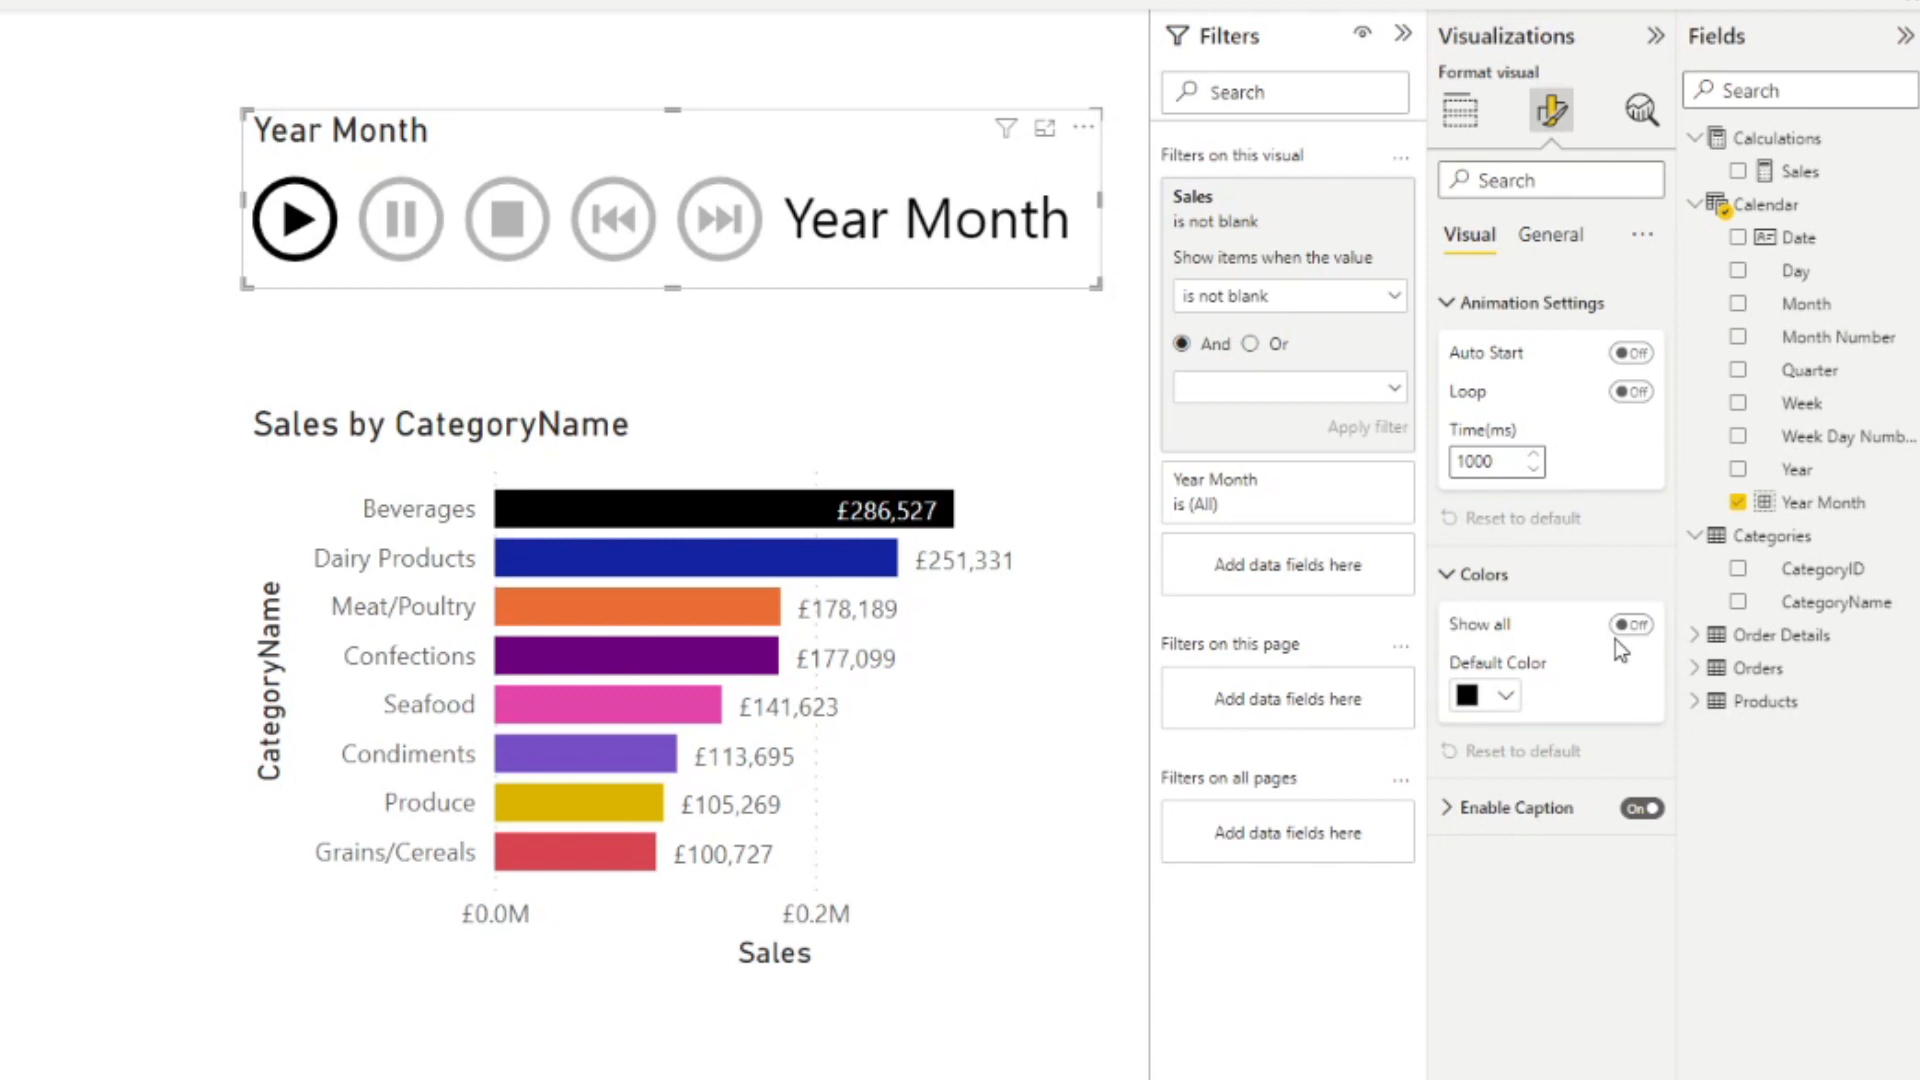 Year Month
Year Month
Sales by CategoryName
CategoryName
Beverages £286,527
Dairy Products £251,331
Meat/Poultry £178,189
Confections £177,099
Seafood £141,623
Condiments £113,695
Produce £105,269
Grains/Cereals £100,727
£0.0M £0.2M
Sales
Filters
Search
Filters on this visual
Sales
is not blank
Show items when the value
is not blank
And Or
Apply filter
Year Month
is (All)
Add data fields here
Filters on this page
Add data fields here
Filters on all pages
Add data fields here
Visualizations
Format visual
Search
Visual General
Animation Settings
Auto Start Off
Loop Off
Time(ms)
1000
Reset to default
Colors
Show all Off
Default Color
Reset to default
Enable Caption On
Fields
Search
Calculations
Sales
Calendar
Date
Day
Month
Month Number
Quarter
Week
Week Day Numb...
Year
Year Month
Categories
CategoryID
CategoryName
Order Details
Orders
Products